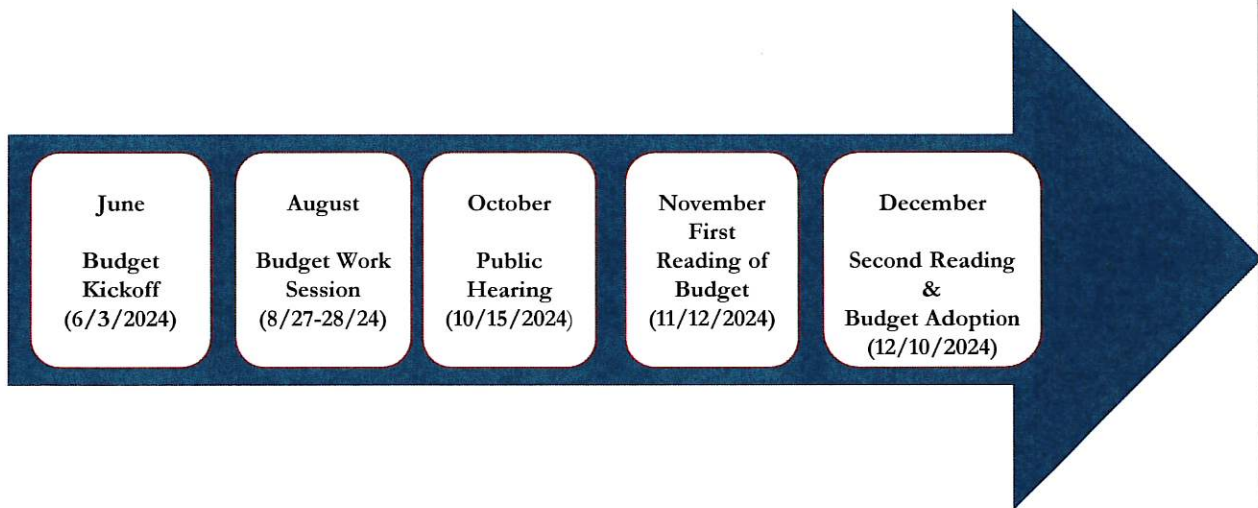 June
Budget
Kickoff
(6/3/2024)
August
Budget Work
Session
(8/27-28/24)
October
Public
Hearing
(10/15/2024)
November
First
Reading of
Budget
(11/12/2024)
December
Second Reading
&
Budget Adoption
(12/10/2024)